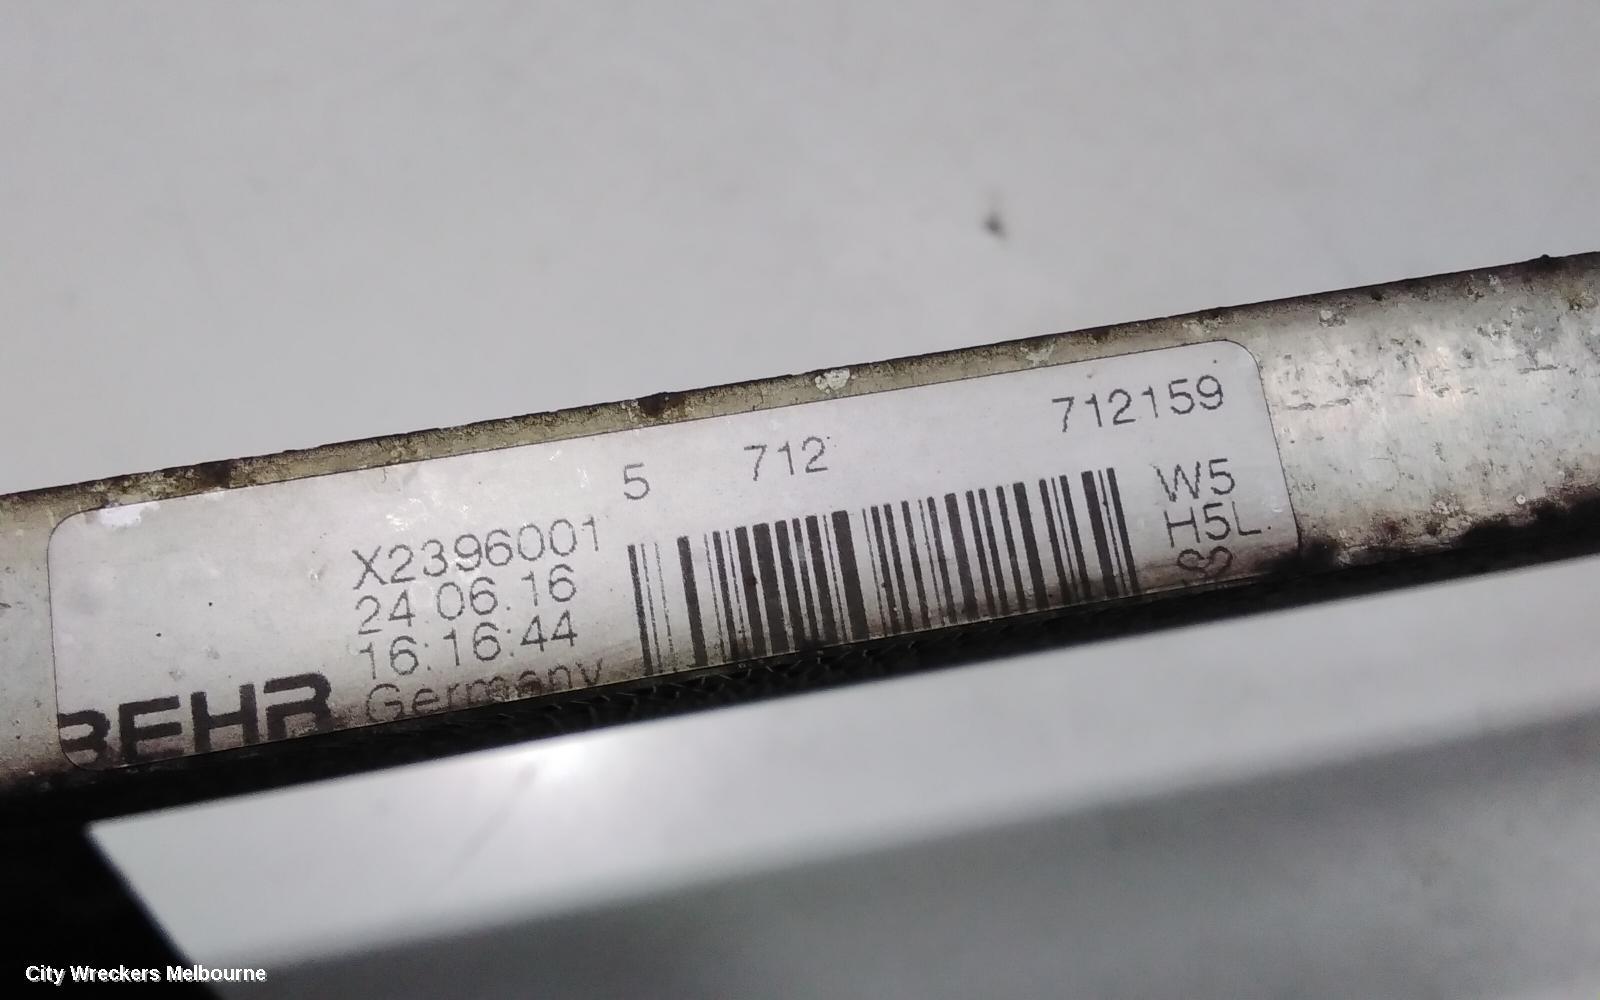 5 712 712159
X2396001
24.06.16
16:16:44
BEHR Germany
W5
H5L
City Wreckers Melbourne